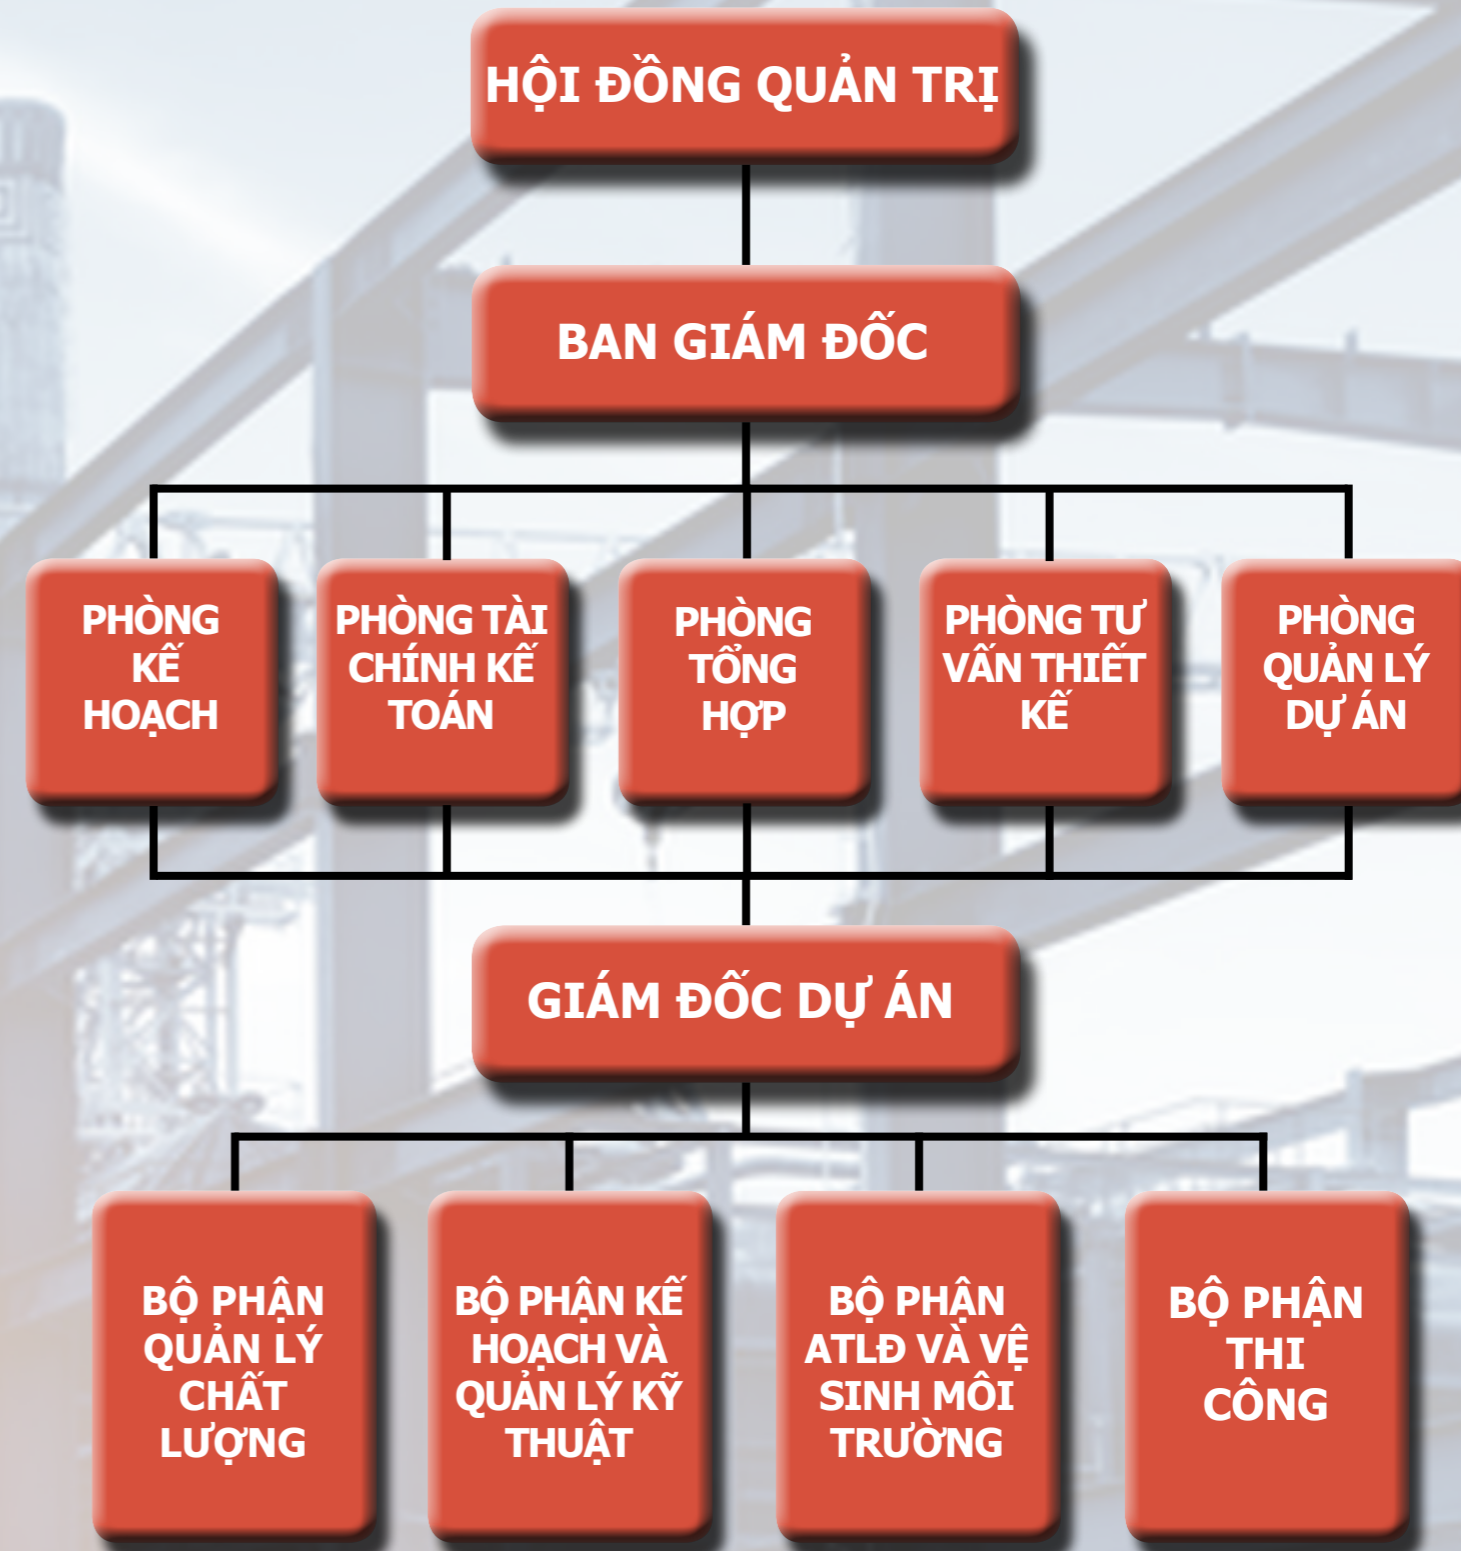 HỘI ĐỒNG QUẢN TRỊ
BAN GIÁM ĐỐC
PHÒNG
KẾ
HOẠCH
PHÒNG TÀI
CHÍNH KẾ
TOÁN
PHÒNG
TỔNG
HỢP
PHÒNG TƯ
VẤN THIẾT
KẾ
PHÒNG
QUẢN LÝ
DỰ ÁN
GIÁM ĐỐC DỰ ÁN
BỘ PHẬN
QUẢN LÝ
CHẤT
LƯỢNG
BỘ PHẬN KẾ
HOẠCH VÀ
QUẢN LÝ KỸ
THUẬT
BỘ PHẬN
ATLĐ VÀ VỆ
SINH MÔI
TRƯỜNG
BỘ PHẬN
THI
CÔNG